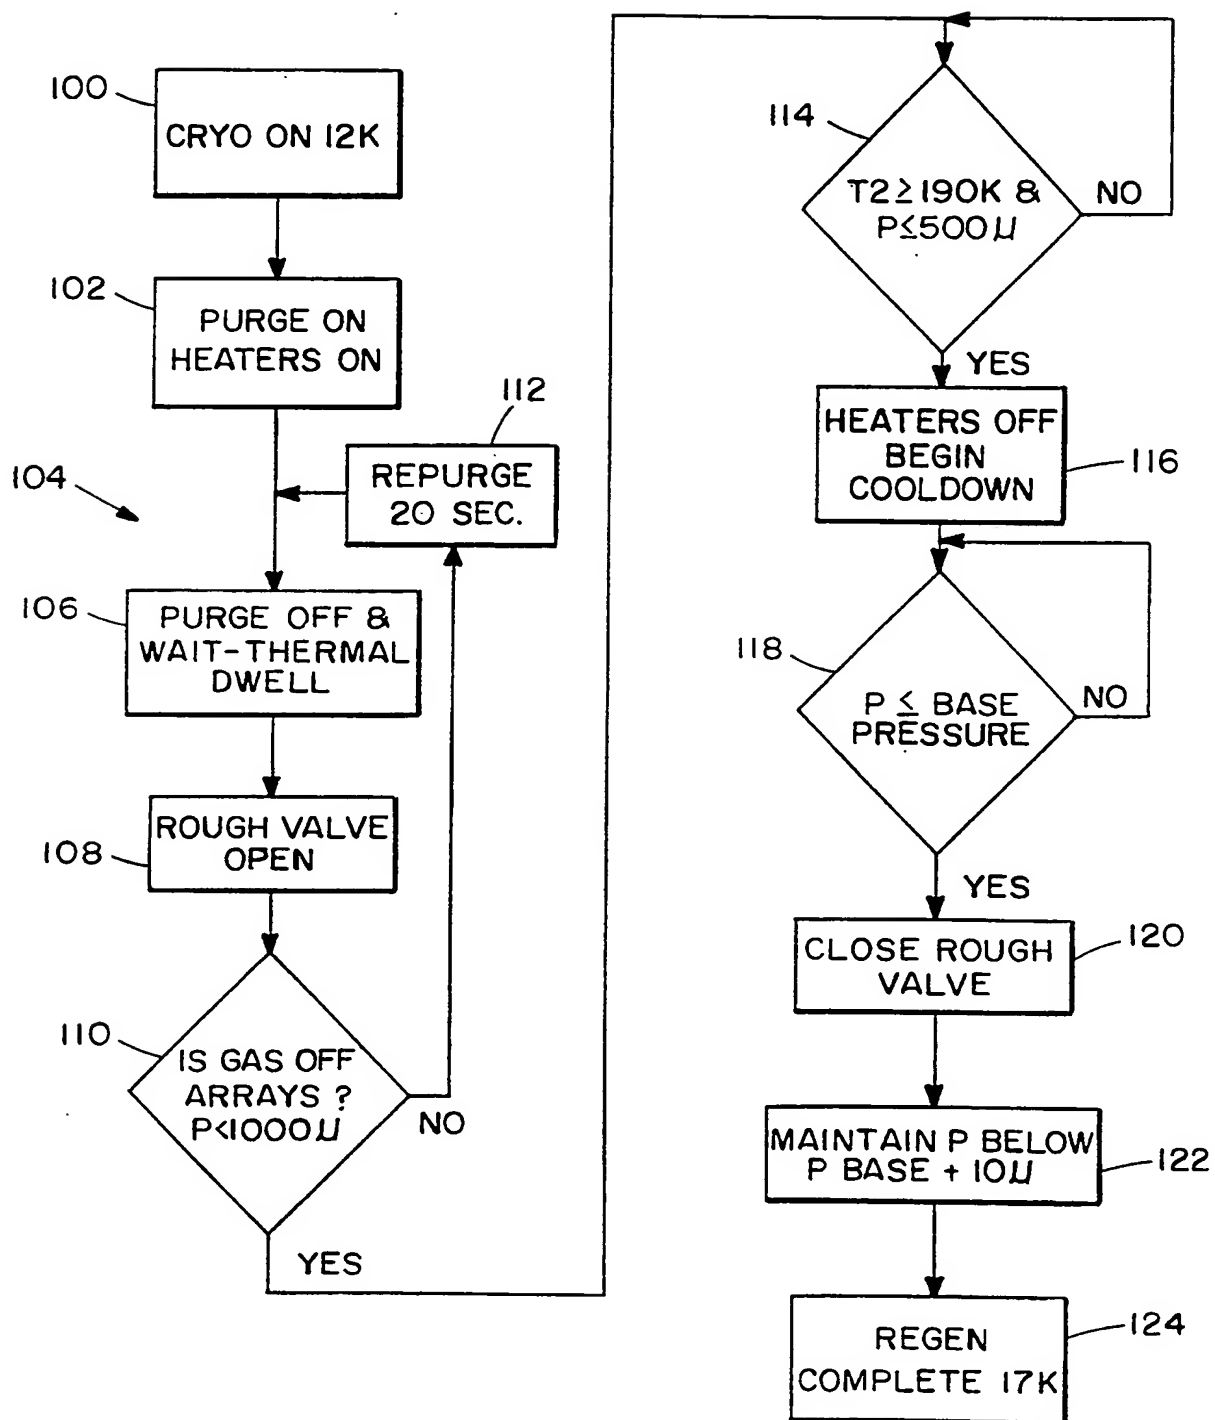 100
CRYO ON 12K
102
PURGE ON
HEATERS ON
112
REPURGE
20 SEC.
104
106
PURGE OFF &
WAIT-THERMAL
DWELL
108
ROUGH VALVE
OPEN
110
IS GAS OFF
ARRAYS ?
P<1000µ
NO
YES
114
T2≥190K &
P≤500µ
NO
YES
HEATERS OFF
BEGIN
COOLDOWN
116
118
P ≤ BASE
PRESSURE
NO
YES
CLOSE ROUGH
VALVE
120
MAINTAIN P BELOW
P BASE + 10µ
122
REGEN
COMPLETE 17K
124